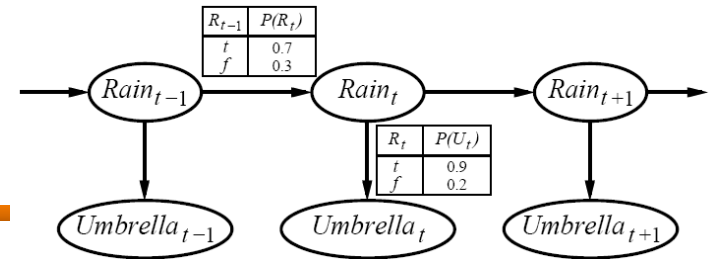 R_{t-1} P(R_t)
t 0.7
f 0.3
Rain_{t-1} Rain_t Rain_{t+1}
R_t P(U_t)
t 0.9
f 0.2
Umbrella_{t-1} Umbrella_t Umbrella_{t+1}